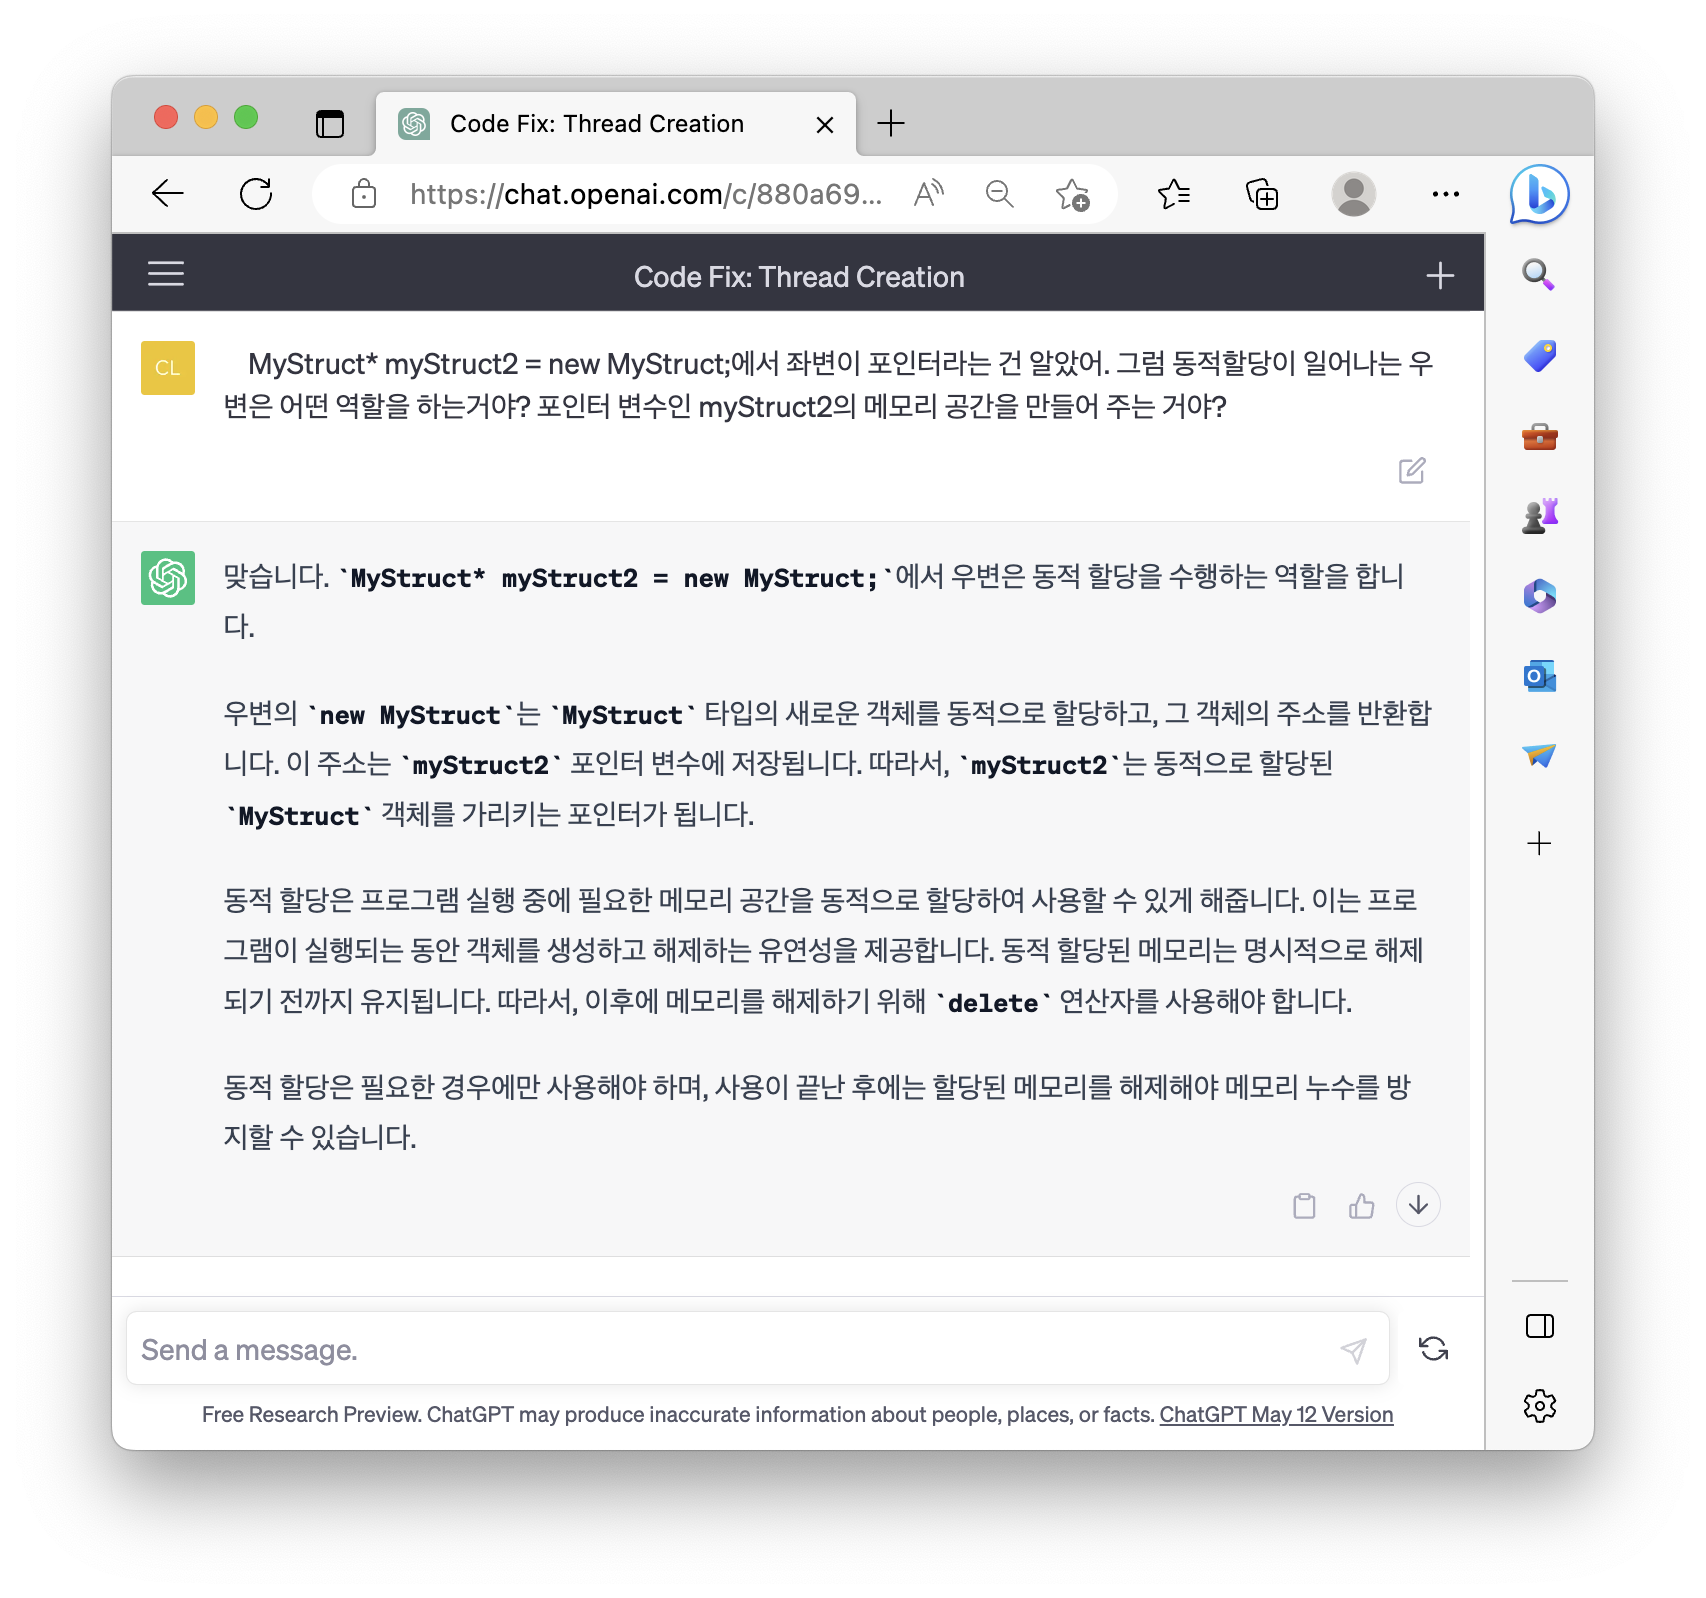 Code Fix: Thread Creation
https://chat.openai.com/c/880a69...
Code Fix: Thread Creation
CL
MyStruct* myStruct2 = new MyStruct;에서 좌변이 포인터라는 건 알았어. 그럼 동적할당이 일어나는 우
변은 어떤 역할을 하는거야? 포인터 변수인 myStruct2의 메모리 공간을 만들어 주는 거야?
맞습니다. `MyStruct* myStruct2 = new MyStruct;`에서 우변은 동적 할당을 수행하는 역할을 합니
다.
우변의 `new MyStruct`는 `MyStruct` 타입의 새로운 객체를 동적으로 할당하고, 그 객체의 주소를 반환합
니다. 이 주소는 `myStruct2` 포인터 변수에 저장됩니다. 따라서, `myStruct2`는 동적으로 할당된
`MyStruct` 객체를 가리키는 포인터가 됩니다.
동적 할당은 프로그램 실행 중에 필요한 메모리 공간을 동적으로 할당하여 사용할 수 있게 해줍니다. 이는 프로
그램이 실행되는 동안 객체를 생성하고 해제하는 유연성을 제공합니다. 동적 할당된 메모리는 명시적으로 해제
되기 전까지 유지됩니다. 따라서, 이후에 메모리를 해제하기 위해 `delete` 연산자를 사용해야 합니다.
동적 할당은 필요한 경우에만 사용해야 하며, 사용이 끝난 후에는 할당된 메모리를 해제해야 메모리 누수를 방
지할 수 있습니다.
Send a message.
Free Research Preview. ChatGPT may produce inaccurate information about people, places, or facts. ChatGPT May 12 Version